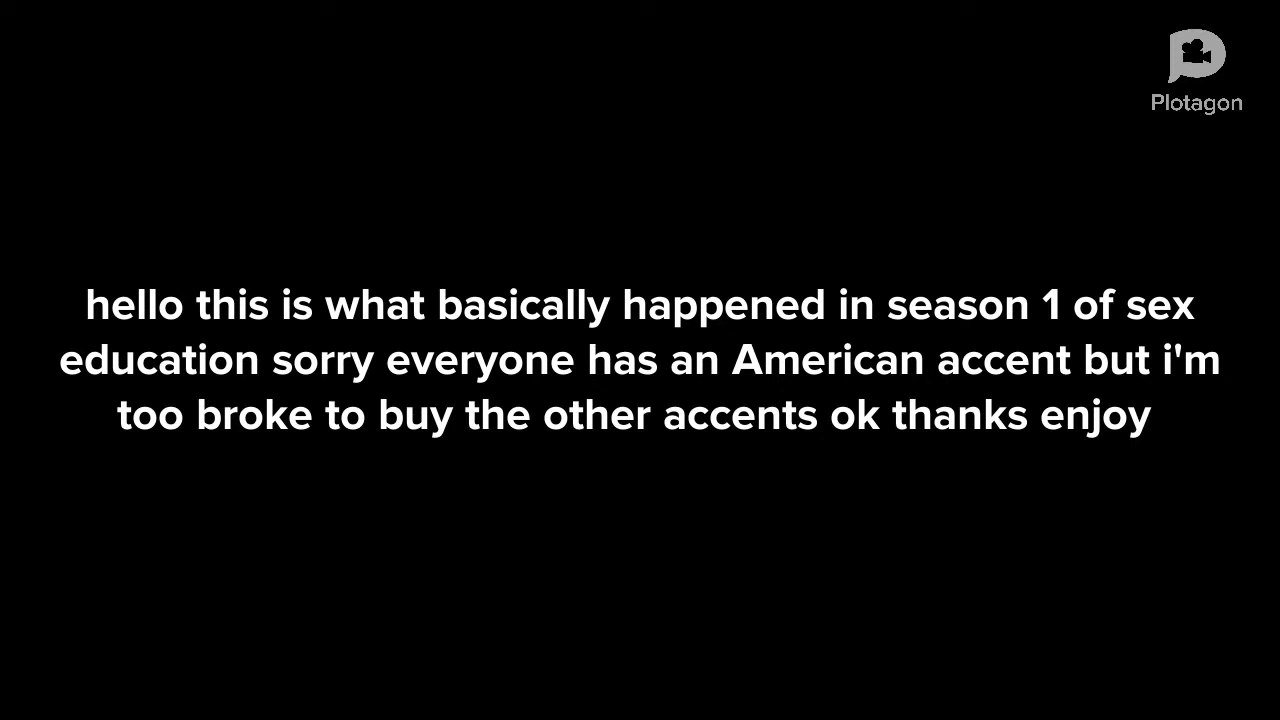 Plotagon
hello this is what basically happened in season 1 of sex
education sorry everyone has an American accent but i'm
too broke to buy the other accents ok thanks enjoy